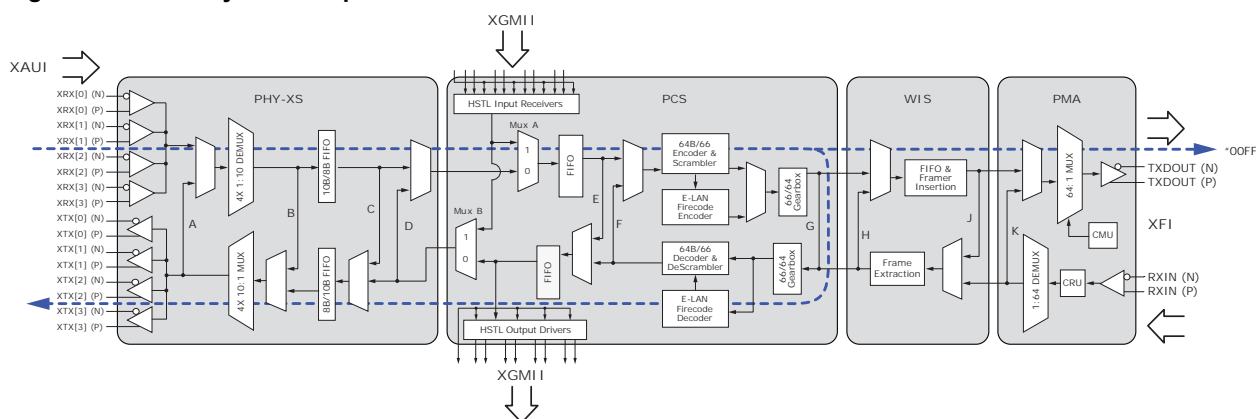 XGMII
XAUI
PHY-XS
PCS
WIS
PMA
XRX[0] (N)
XRX[0] (P)
XRX[1] (N)
XRX[1] (P)
XRX[2] (N)
XRX[2] (P)
XRX[3] (N)
XRX[3] (P)
XTX[0] (N)
XTX[0] (P)
XTX[1] (N)
XTX[1] (P)
XTX[2] (N)
XTX[2] (P)
XTX[3] (N)
XTX[3] (P)
A
4X 1:10 DEMUX
4X 10:1 MUX
B
10B/8B FIFO
8B/10B FIFO
C
D
HSTL Input Receivers
Mux A
1
0
Mux B
1
0
FIFO
FIFO
HSTL Output Drivers
XGMII
E
F
64B/66
Encoder &
Scrambler
E-LAN
Firecode
Encoder
64B/66
Decoder &
DeScrambler
E-LAN
Firecode
Decoder
66/64
Gearbox
66/64
Gearbox
G
H
FIFO &
Framer
Insertion
Frame
Extraction
J
K
64:1 MUX
1:64 DEMUX
CMU
CRU
*00FF
TXDOUT (N)
TXDOUT (P)
XFI
RXIN (N)
RXIN (P)